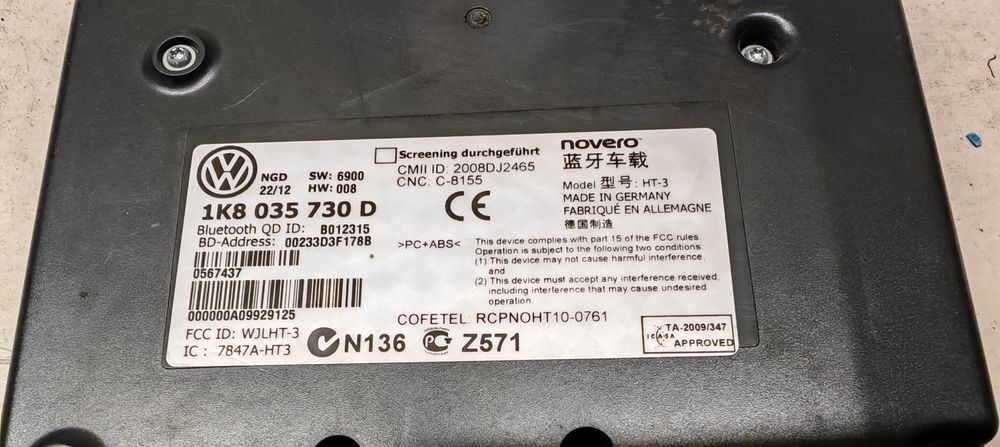 NGD SW: 6900
22/12 HW: 008
1K8 035 730 D
Bluetooth QD ID: B012315
BD-Address: 00233D3F178B
0567437
000000A09929125
FCC ID: WJLHT-3
IC : 7847A-HT3
Screening durchgeführt
CMII ID: 2008DJ2465
CNC: C-8155
CE
>PC+ABS<
novero
蓝牙车载
Model 型号: HT-3
MADE IN GERMANY
FABRIQUÉ EN ALLEMAGNE
德国制造
This device complies with part 15 of the FCC rules.
Operation is subject to the following two conditions:
(1) This device may not cause harmful interference,
and
(2) This device must accept any interference received,
including interference that may cause undesired
operation.
COFETEL: RCPNOHT10-0761
N136
Z571
ICASA
TA-2009/347
APPROVED